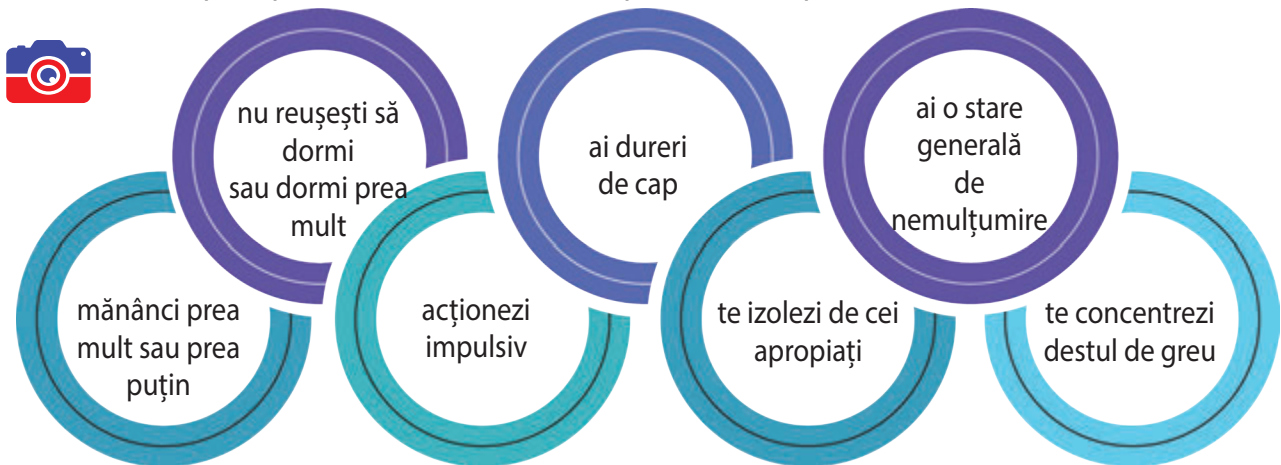 nu reușești să
dormi
sau dormi prea
mult
ai dureri
de cap
ai o stare
generală
de
nemulțumire
mănânci prea
mult sau prea
puțin
acționezi
impulsiv
te izolezi de cei
apropiați
te concentrezi
destul de greu